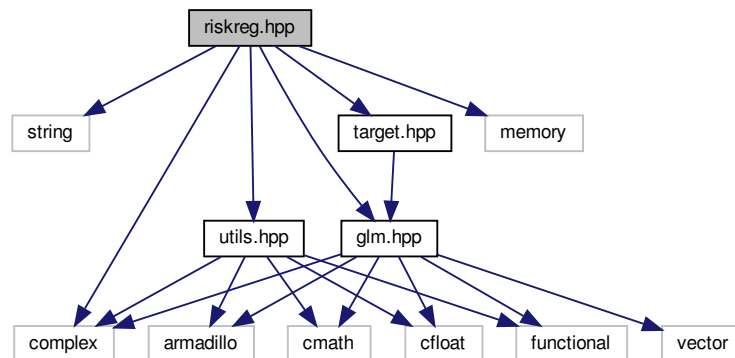 riskreg.hpp
string
target.hpp
memory
utils.hpp
glm.hpp
complex
armadillo
cmath
cfloat
functional
vector